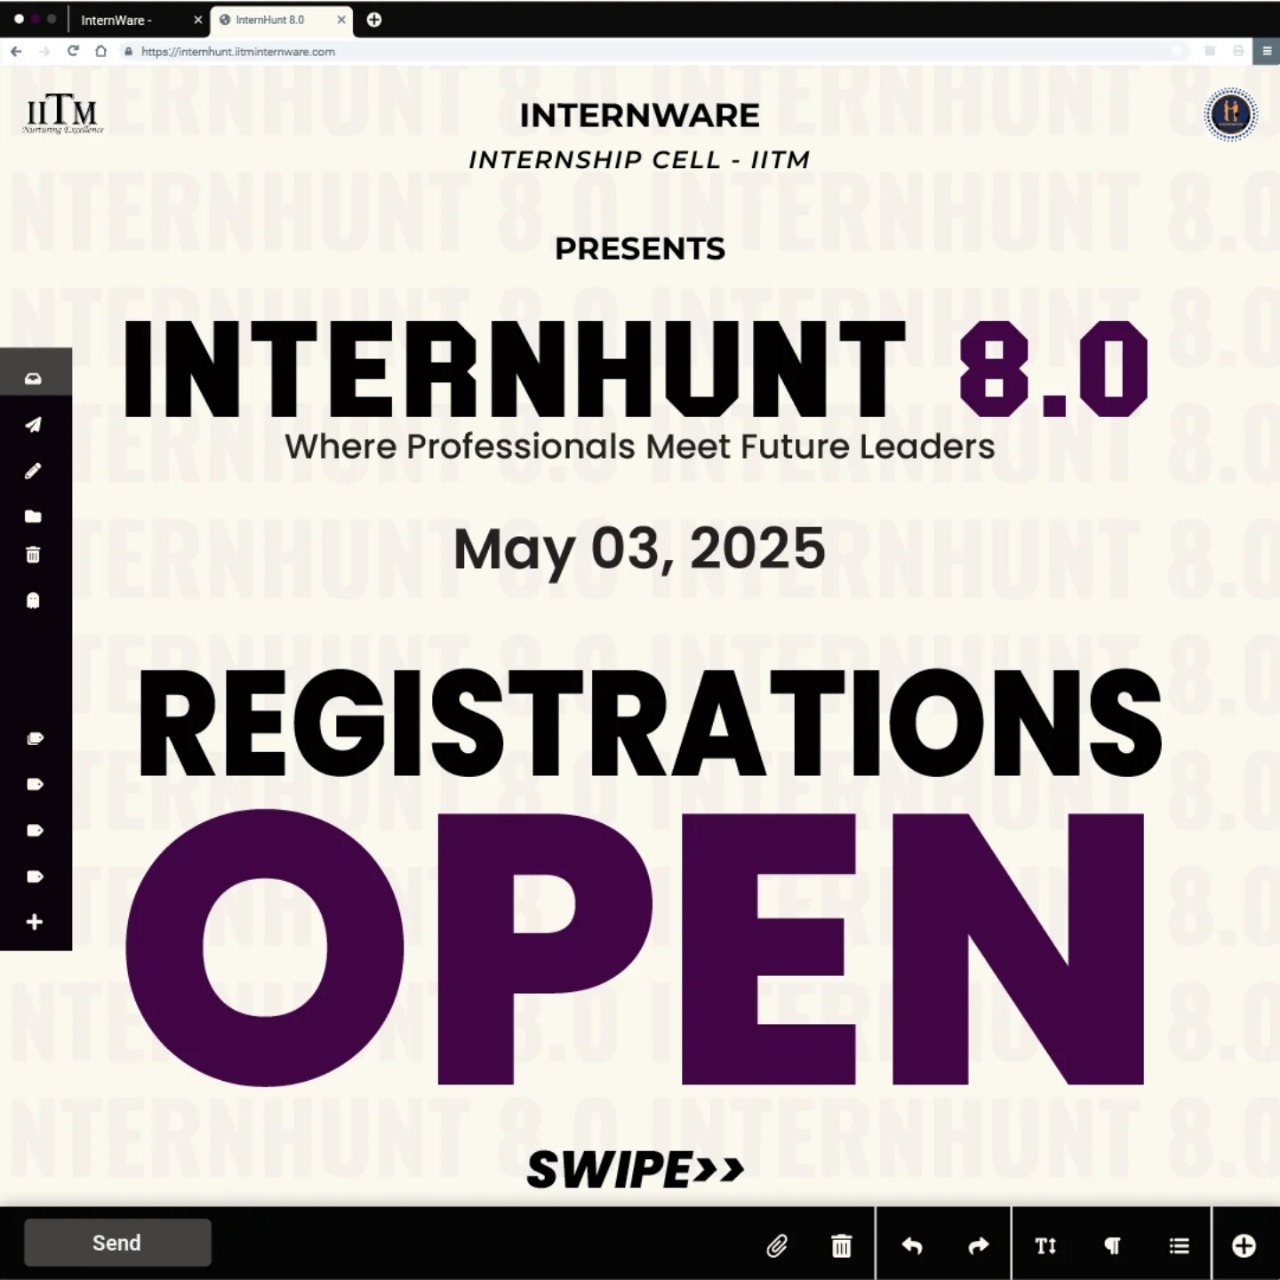 InternWare -
InternHunt 8.0
https://internhunt.iitminternware.com
IITM
Nurturing Excellence
INTERNWARE
INTERNSHIP CELL - IITM
PRESENTS
INTERNHUNT 8.0
Where Professionals Meet Future Leaders
May 03, 2025
REGISTRATIONS
OPEN
SWIPE>>
Send